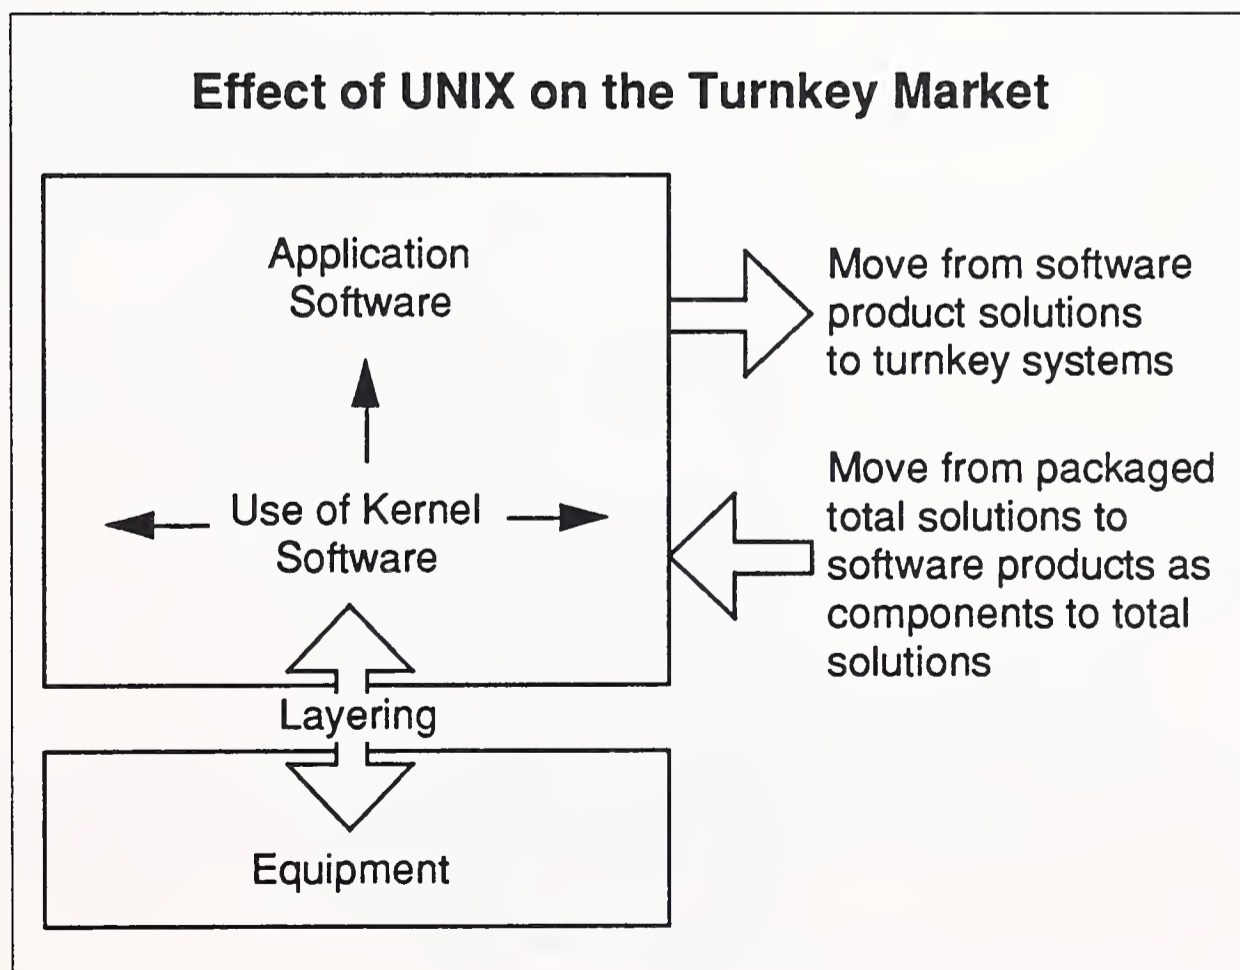 Effect of UNIX on the Turnkey Market
Application
Software
Move from software
product solutions
to turnkey systems
Use of Kernel
Software
Move from packaged
total solutions to
software products as
components to total
solutions
Layering
Equipment